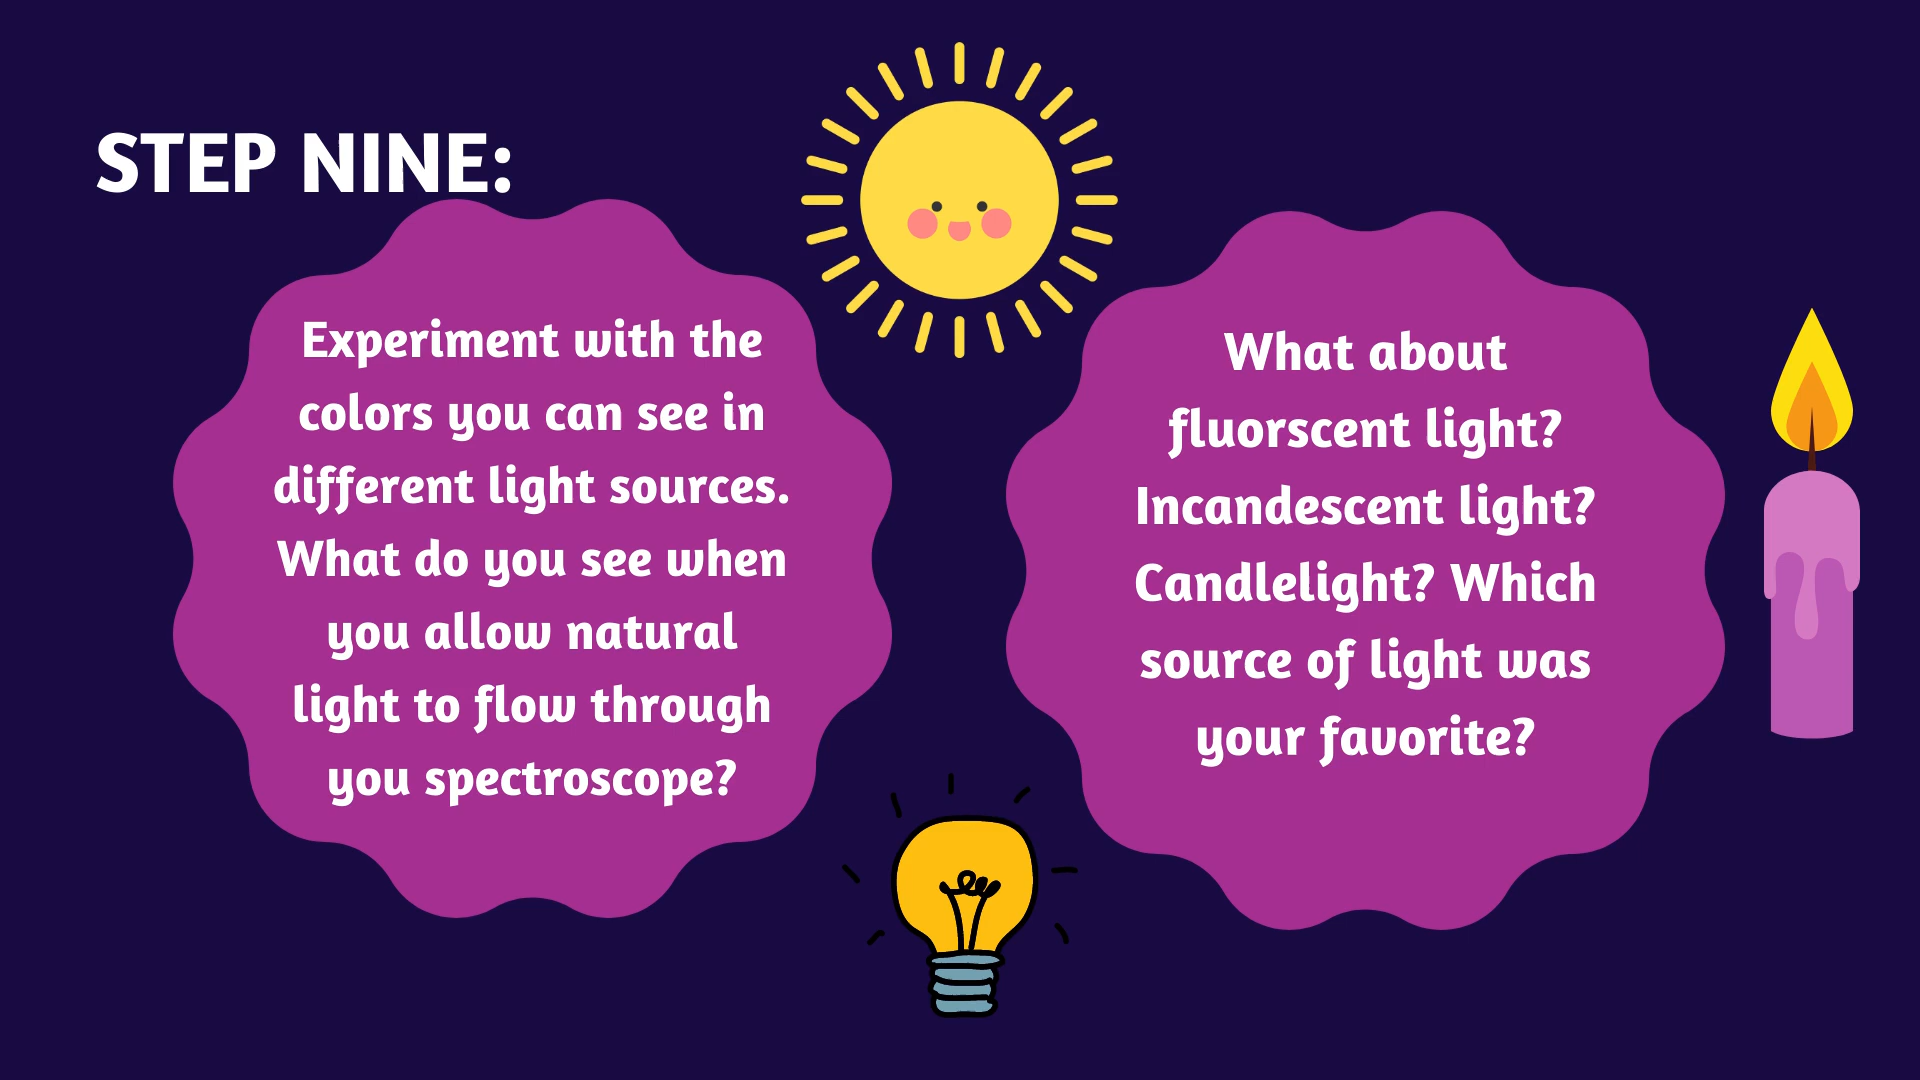 STEP NINE:
Experiment with the
colors you can see in
different light sources.
What do you see when
you allow natural
light to flow through
you spectroscope?
What about
fluorscent light?
Incandescent light?
Candlelight? Which
source of light was
your favorite?